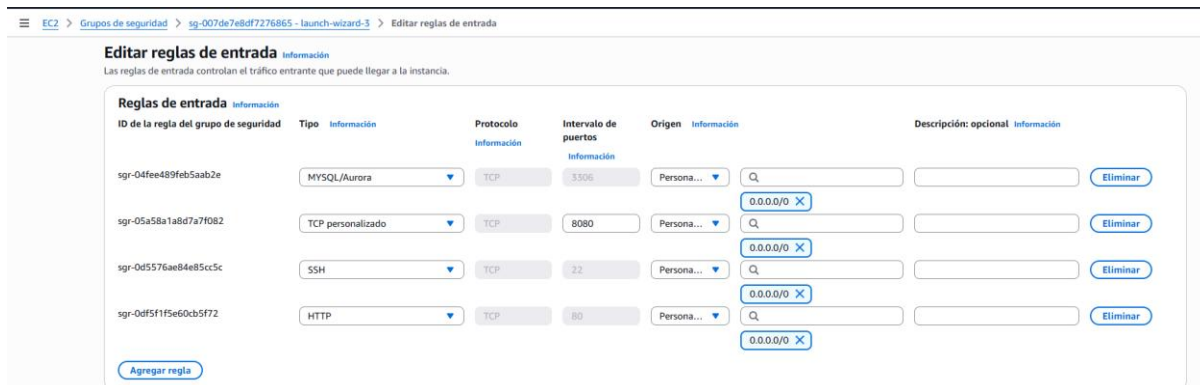 EC2 > Grupos de seguridad > sg-007de7e8df7276865 - launch-wizard-3 > Editar reglas de entrada
Editar reglas de entrada Información
Las reglas de entrada controlan el tráfico entrante que puede llegar a la instancia.
Reglas de entrada Información
ID de la regla del grupo de seguridad Tipo Información Protocolo Información Intervalo de puertos Información Origen Información Descripción: opcional Información
sgr-04fee489feb5aab2e MYSQL/Aurora TCP 3306 Persona... Eliminar
0.0.0.0/0
sgr-05a58a1a8d7a7f082 TCP personalizado TCP 8080 Persona... Eliminar
0.0.0.0/0
sgr-0d5576ae84e85cc5c SSH TCP 22 Persona... Eliminar
0.0.0.0/0
sgr-0df5f1f5e60cb5f72 HTTP TCP 80 Persona... Eliminar
0.0.0.0/0
Agregar regla